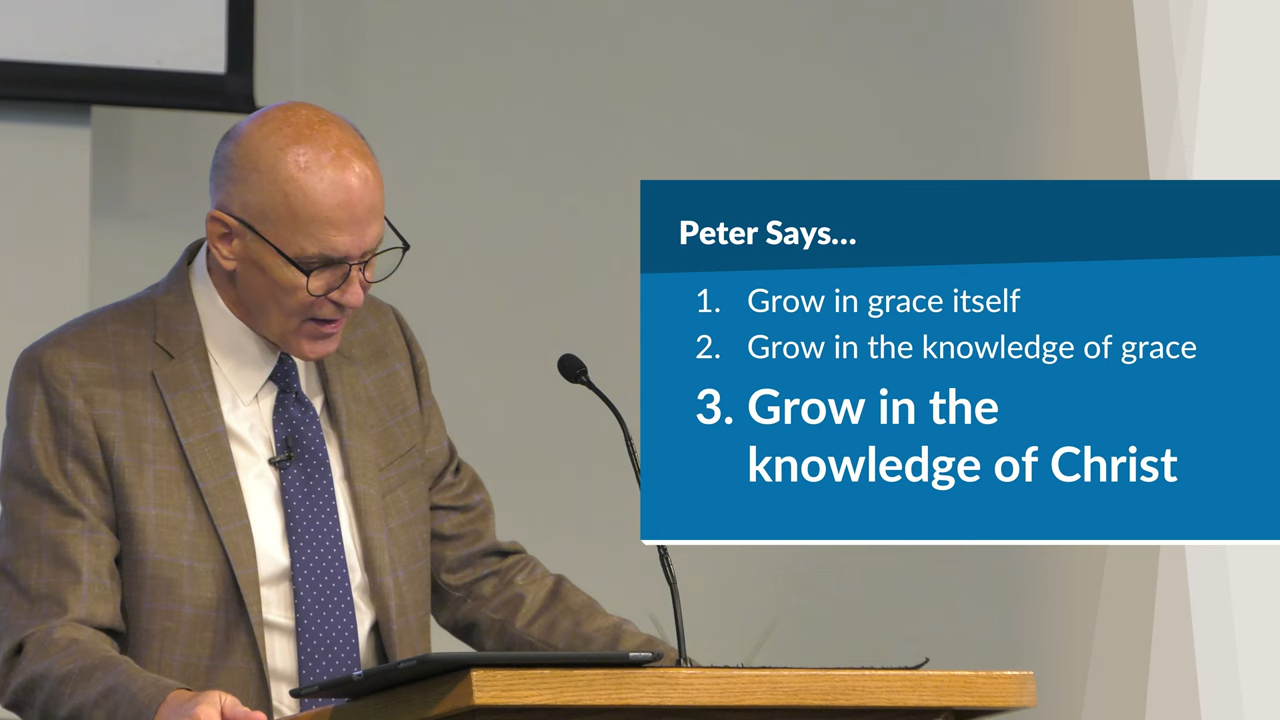 Peter Says...
1. Grow in grace itself
2. Grow in the knowledge of grace
3. Grow in the
knowledge of Christ